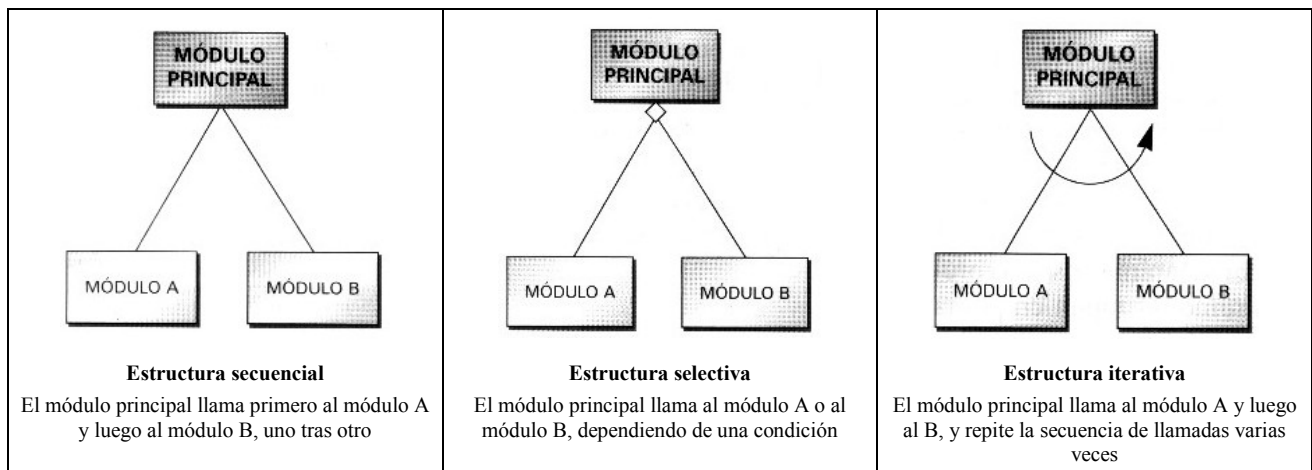 MÓDULO
PRINCIPAL
MÓDULO A
MÓDULO B
Estructura secuencial
El módulo principal llama primero al módulo A
y luego al módulo B, uno tras otro
MÓDULO
PRINCIPAL
MÓDULO A
MÓDULO B
Estructura selectiva
El módulo principal llama al módulo A o al
módulo B, dependiendo de una condición
MÓDULO
PRINCIPAL
MÓDULO A
MÓDULO B
Estructura iterativa
El módulo principal llama al módulo A y luego
al B, y repite la secuencia de llamadas varias
veces